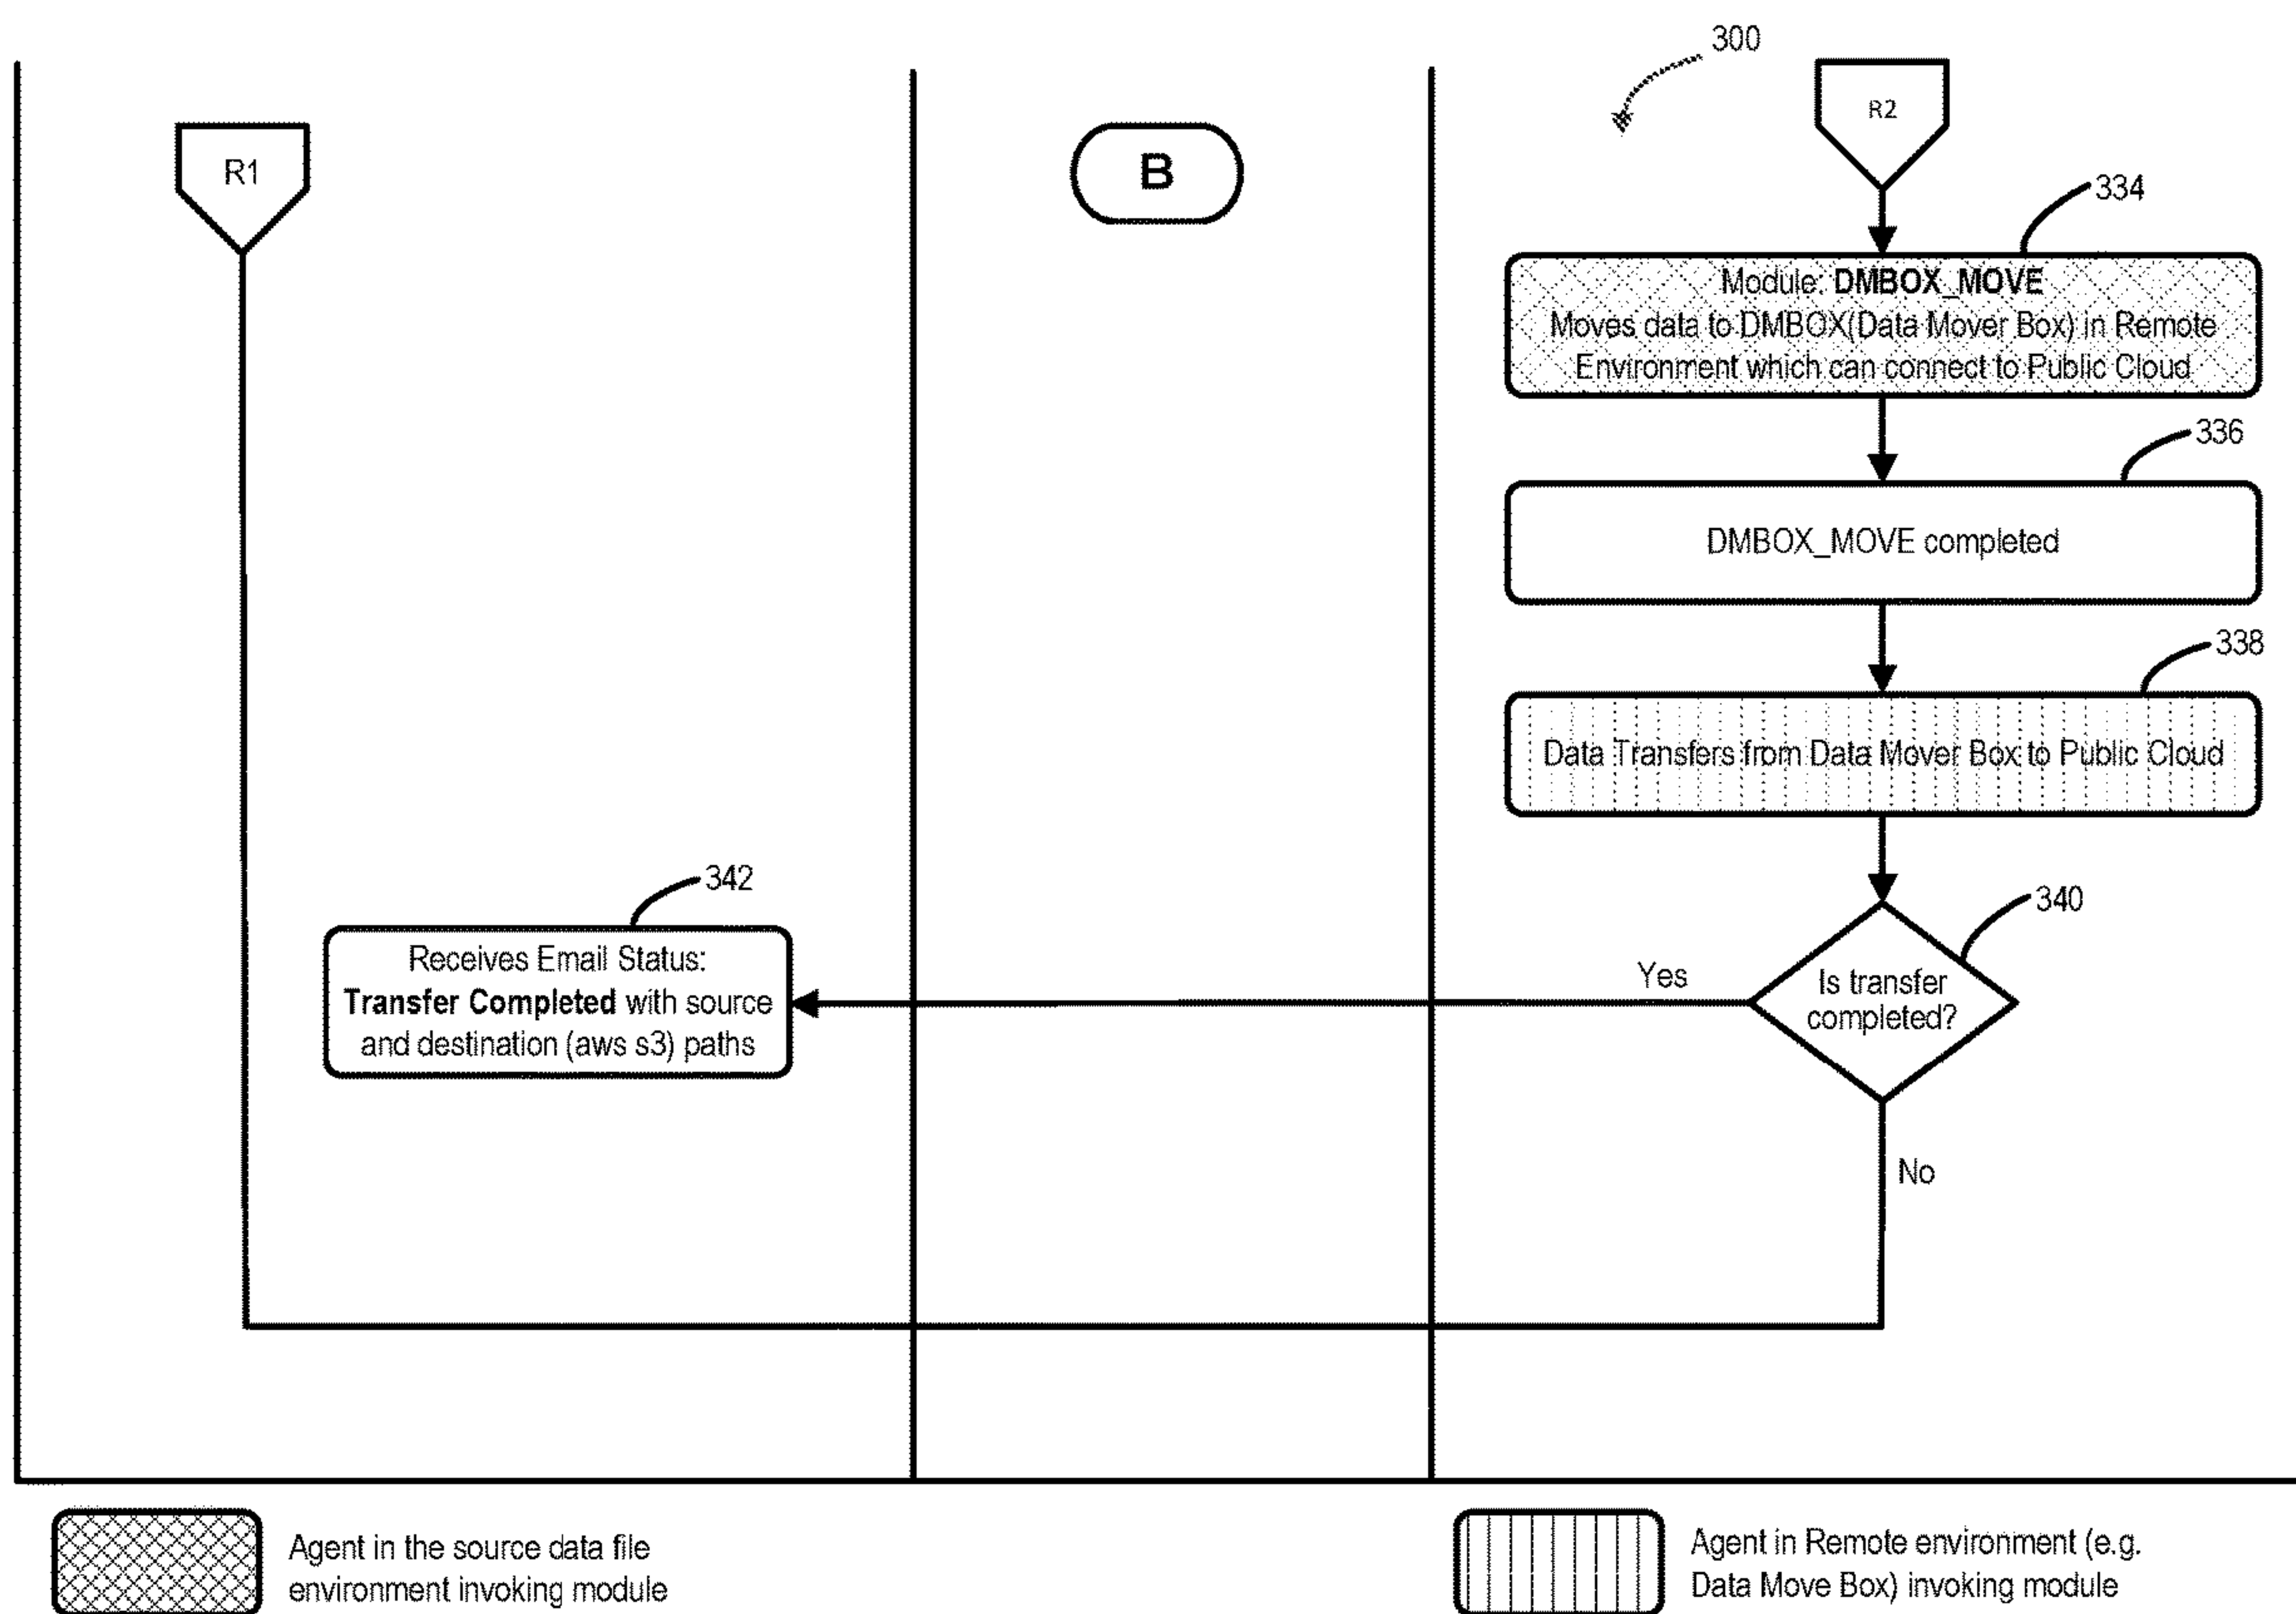 300
R2
R1
B
334
Module: DMBOX_MOVE
Moves data to DMBOX(Data Mover Box) in Remote
Environment which can connect to Public Cloud
336
DMBOX_MOVE completed
338
Data Transfers from Data Mover Box to Public Cloud
342
340
Receives Email Status:
Transfer Completed with source
and destination (aws s3) paths
Yes
Is transfer
completed?
No
Agent in the source data file
environment invoking module
Agent in Remote environment (e.g.
Data Move Box) invoking module